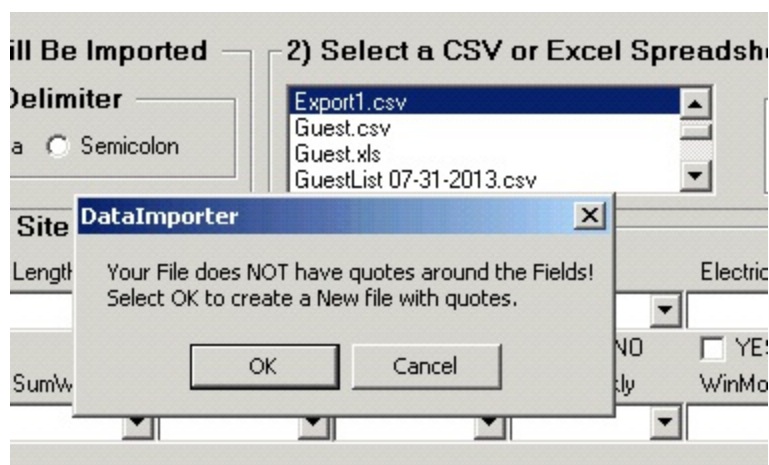 ill Be Imported
2) Select a CSV or Excel Spreadsh
Delimiter
a Semicolon
Export1.csv
Guest.csv
Guest.xls
GuestList 07-31-2013.csv
Site
DataImporter
Length
Your File does NOT have quotes around the Fields!
Select OK to create a New file with quotes.
Electric
OK
Cancel
NO
YES
SumW
kly
WinMo